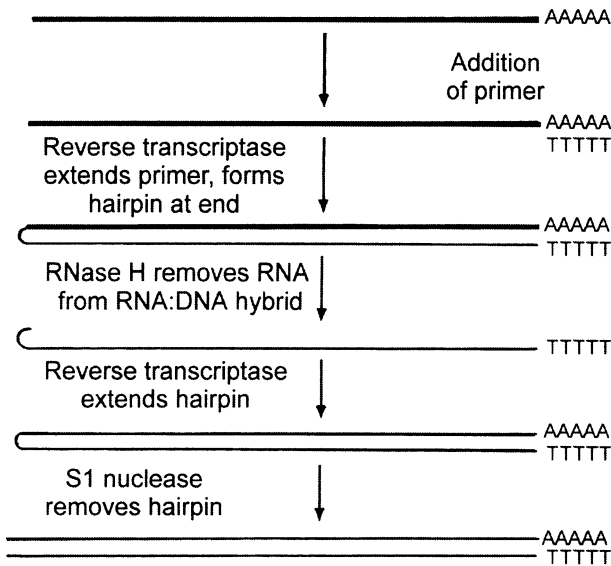 AAAAA
Addition
of primer
AAAAA
TTTTT
Reverse transcriptase
extends primer, forms
hairpin at end
AAAAA
TTTTT
RNase H removes RNA
from RNA:DNA hybrid
TTTTT
Reverse transcriptase
extends hairpin
AAAAA
TTTTT
S1 nuclease
removes hairpin
AAAAA
TTTTT